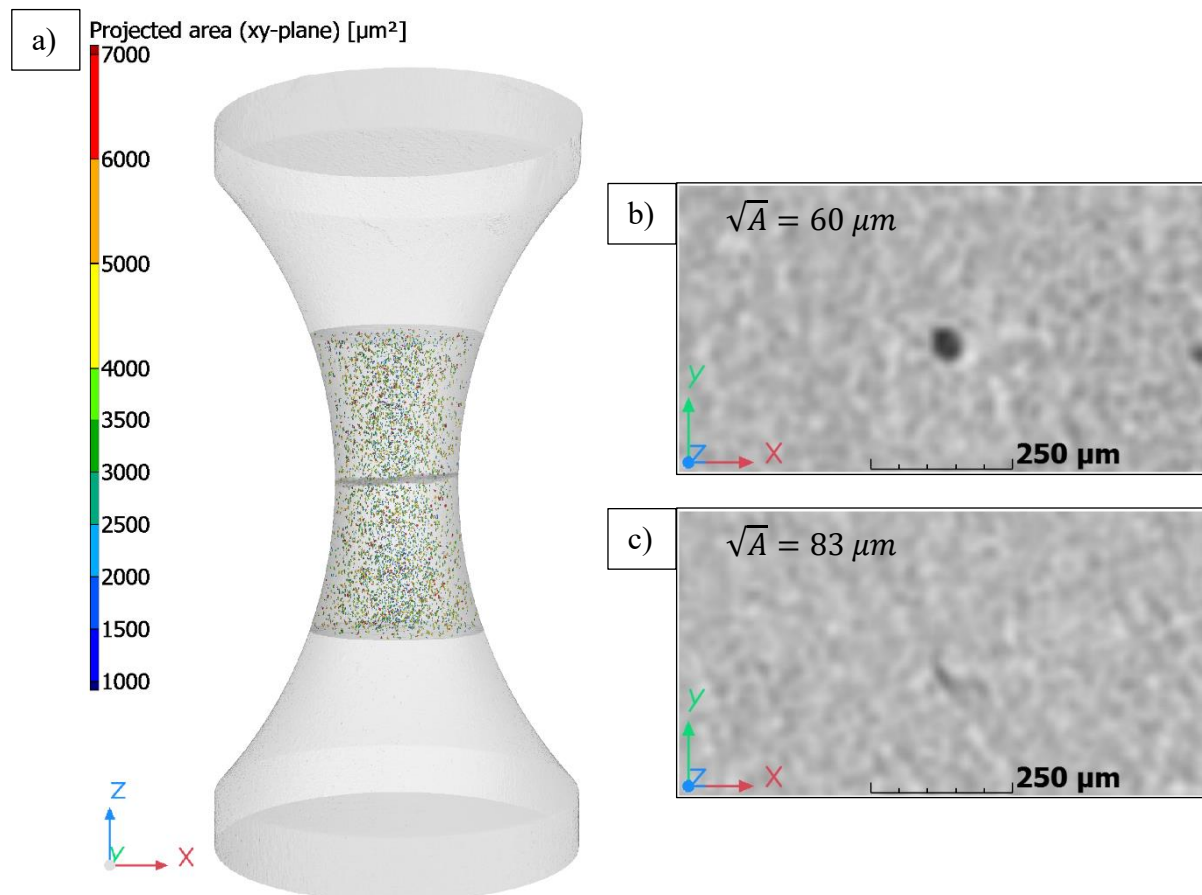 a)
Projected area (xy-plane) [µm²]
7000
6000
5000
4000
3500
3000
2500
2000
1500
1000
z
y
x
b)
√A = 60 μm
y
z
x
250 µm
c)
√A = 83 μm
y
z
x
250 µm